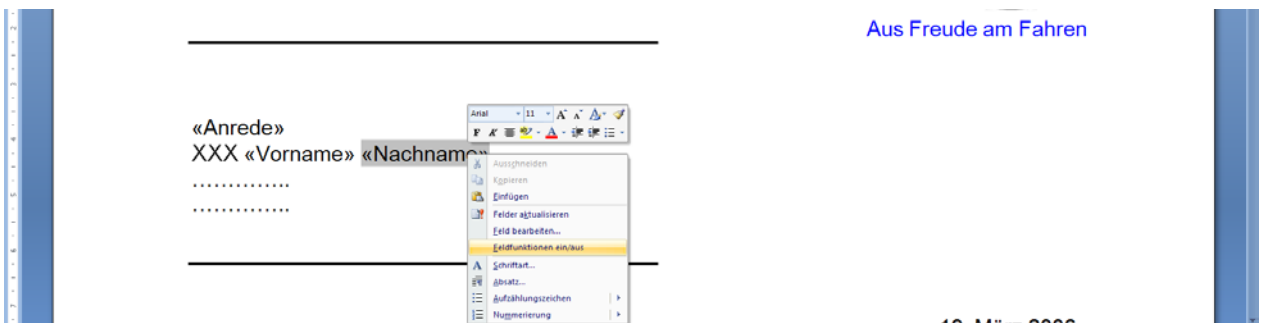 Aus Freude am Fahren
«Anrede»
XXX «Vorname» «Nachname»
..............
..............
Arial 11
F K
Ausschneiden
Kopieren
Einfügen
Felder aktualisieren
Feld bearbeiten...
Feldfunktionen ein/aus
Schriftart...
Absatz...
Aufzählungszeichen
Nummerierung